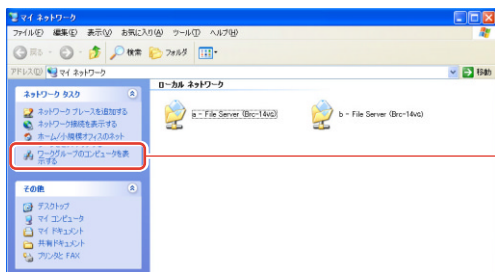 マイ ネットワーク
ファイル(F) 編集(E) 表示(V) お気に入り(A) ツール(T) ヘルプ(H)
戻る 検索 フォルダ
アドレス(D) マイ ネットワーク 移動
ネットワーク タスク
ネットワーク プレースを追加する
ネットワーク接続を表示する
ホーム/小規模オフィスのネット
ワークグループのコンピュータを表
示する
その他
デスクトップ
マイ コンピュータ
マイ ドキュメント
共有ドキュメント
プリンタと FAX
ローカル ネットワーク
a - File Server (Brc-14vg)
b - File Server (Brc-14vg)